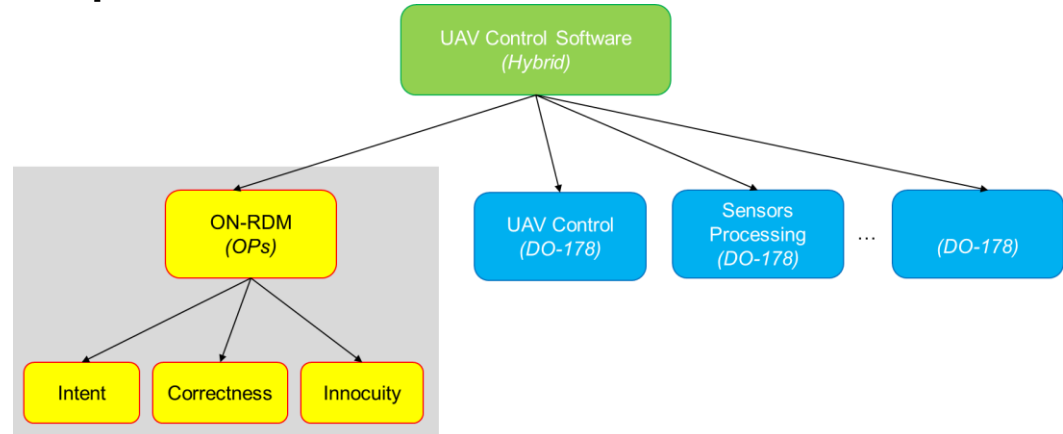 UAV Control Software
(Hybrid)
ON-RDM
(OPs)
UAV Control
(DO-178)
Sensors
Processing
(DO-178)
...
(DO-178)
Intent
Correctness
Innocuity